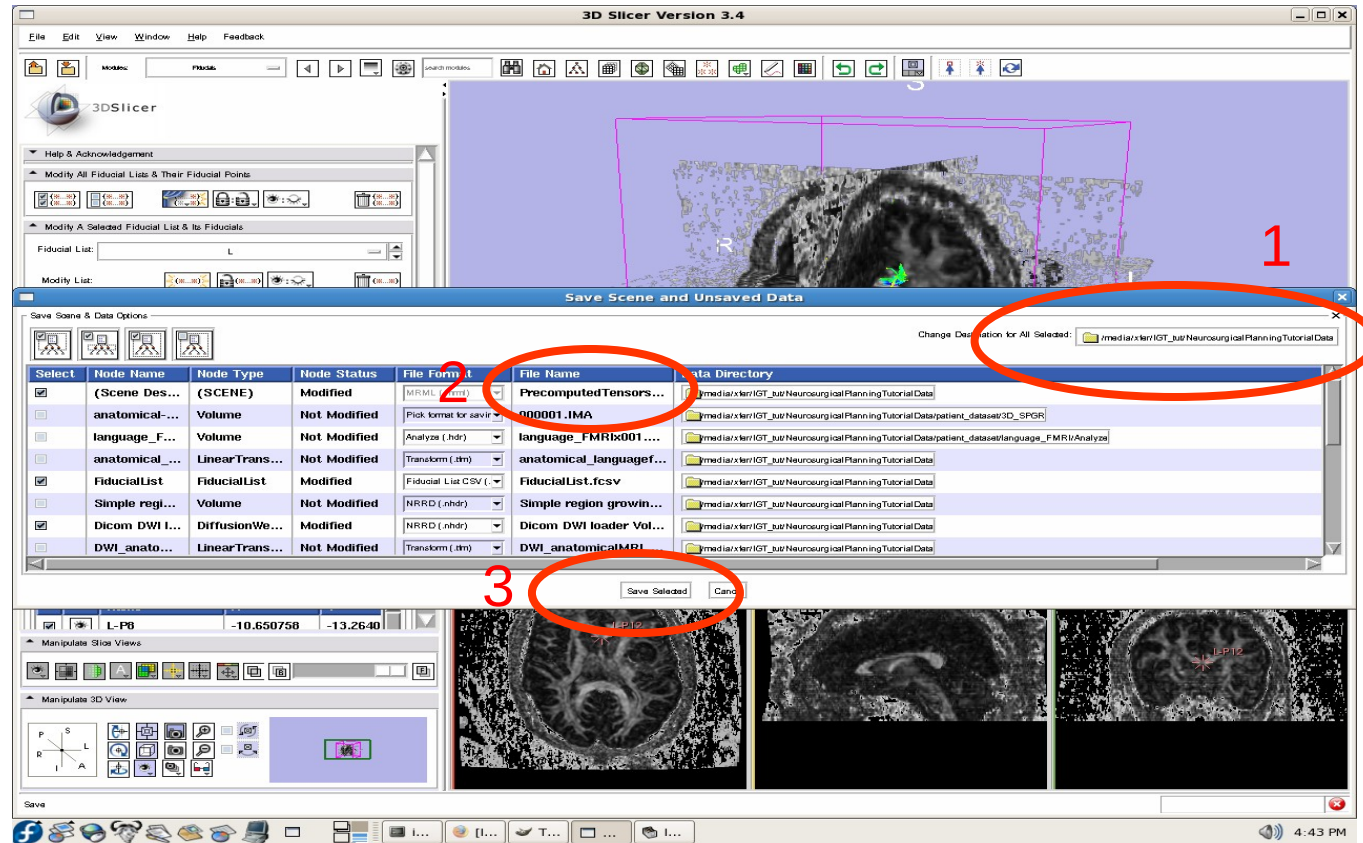 3D Slicer Version 3.4
File Edit View Window Help Feedback
Modules: Fiducials search modules
3DSlicer
S
Help & Acknowledgement
Modify All Fiducial Lists & Their Fiducial Points
Modify A Selected Fiducial List & Its Fiducials
Fiducial List: L
Modify List:
R
L
1
Save Scene and Unsaved Data
Save Scene & Data Options
Change Destination for All Selected: /media/xfer/IGT_tut/NeurosurgicalPlanningTutorialData
Select Node Name Node Type Node Status File Format File Name Data Directory
2
(Scene Des... (SCENE) Modified MRML (.mrml) PrecomputedTensors... /media/xfer/IGT_tut/NeurosurgicalPlanningTutorialData
anatomical-... Volume Not Modified Pick format for savin 000001.IMA /media/xfer/IGT_tut/NeurosurgicalPlanningTutorialData/patient_dataset/3D_SPGR
language_F... Volume Not Modified Analyze (.hdr) language_FMRIx001.... /media/xfer/IGT_tut/NeurosurgicalPlanningTutorialData/patient_dataset/language_FMRI/Analyze
anatomical_... LinearTrans... Not Modified Transform (.tfm) anatomical_languagef... /media/xfer/IGT_tut/NeurosurgicalPlanningTutorialData
FiducialList FiducialList Modified Fiducial List CSV (. FiducialList.fcsv /media/xfer/IGT_tut/NeurosurgicalPlanningTutorialData
Simple regi... Volume Not Modified NRRD (.nhdr) Simple region growin... /media/xfer/IGT_tut/NeurosurgicalPlanningTutorialData
Dicom DWI l... DiffusionWe... Modified NRRD (.nhdr) Dicom DWI loader Vol... /media/xfer/IGT_tut/NeurosurgicalPlanningTutorialData
DWI_anato... LinearTrans... Not Modified Transform (.tfm) DWI_anatomicalMRI... /media/xfer/IGT_tut/NeurosurgicalPlanningTutorialData
3
Save Selected Canc
L-P8 -10.650758 -13.2640
L-P12
L-P12
Manipulate Slice Views
Manipulate 3D View
P S
R L
I A
Save
i... [I... T... ... I... 4:43 PM